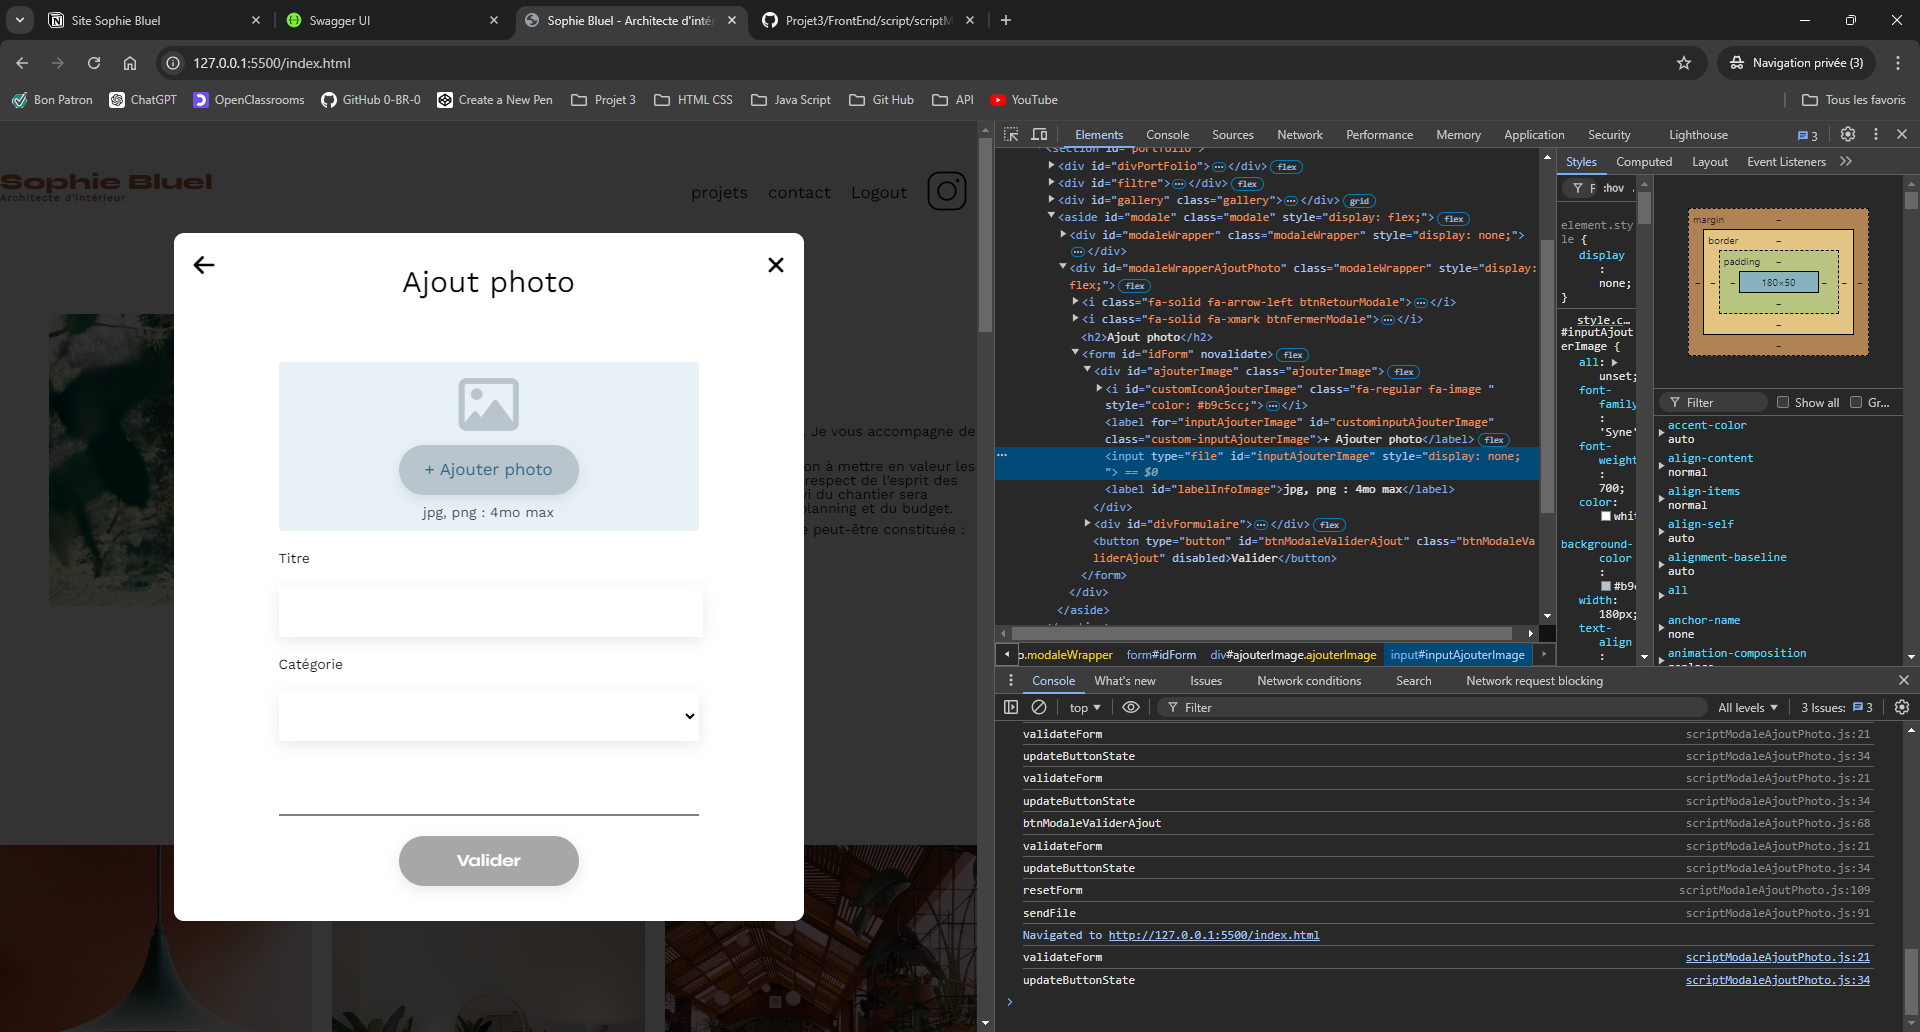 Site Sophie Bluel
Swagger UI
Sophie Bluel - Architecte d'inté
Projet3/FrontEnd/script/scriptM
127.0.0.1:5500/index.html
Navigation privée (3)
Bon Patron
ChatGPT
OpenClassrooms
GitHub 0-BR-0
Create a New Pen
Projet 3
HTML CSS
Java Script
Git Hub
API
YouTube
Tous les favoris
Sophie Bluel
Architecte d'intérieur
projets
contact
Logout
Ajout photo
+ Ajouter photo
jpg, png : 4mo max
Titre
Catégorie
Valider
. Je vous accompagne de
on à mettre en valeur les
respect de l'esprit des
vi du chantier sera
planning et du budget.
e peut-être constituée :
Elements
Console
Sources
Network
Performance
Memory
Application
Security
Lighthouse
3
<section id="portfolio">
<div id="divPortFolio">…</div> flex
<div id="filtre">…</div> flex
<div id="gallery" class="gallery">…</div> grid
<aside id="modale" class="modale" style="display: flex;"> flex
<div id="modaleWrapper" class="modaleWrapper" style="display: none;">
…</div>
<div id="modaleWrapperAjoutPhoto" class="modaleWrapper" style="display:
flex;"> flex
<i class="fa-solid fa-arrow-left btnRetourModale">…</i>
<i class="fa-solid fa-xmark btnFermerModale">…</i>
<h2>Ajout photo</h2>
<form id="idForm" novalidate> flex
<div id="ajouterImage" class="ajouterImage"> flex
<i id="customIconAjouterImage" class="fa-regular fa-image "
style="color: #b9c5cc;">…</i>
<label for="inputAjouterImage" id="custominputAjouterImage"
class="custom-inputAjouterImage">+ Ajouter photo</label> flex
<input type="file" id="inputAjouterImage" style="display: none;
"> == $0
<label id="labelInfoImage">jpg, png : 4mo max</label>
</div>
<div id="divFormulaire">…</div> flex
<button type="button" id="btnModaleValiderAjout" class="btnModaleVa
liderAjout" disabled>Valider</button>
</form>
</div>
</aside>
o.modaleWrapper
form#idForm
div#ajouterImage.ajouterImage
input#inputAjouterImage
Styles
Computed
Layout
Event Listeners
F
:hov
element.sty
le {
display
:
none;
}
style.c…
#inputAjout
erImage {
all:
unset;
font-
family
:
'Syne'
font-
weight
:
700;
color:
whit
background-
color
:
#b9c
width:
180px;
text-
align
:
margin
–
border
–
padding
–
180×50
Filter
Show all
Gr...
accent-color
auto
align-content
normal
align-items
normal
align-self
auto
alignment-baseline
auto
all
anchor-name
none
animation-composition
replace
Console
What's new
Issues
Network conditions
Search
Network request blocking
top
Filter
All levels
3 Issues:
3
validateForm scriptModaleAjoutPhoto.js:21
updateButtonState scriptModaleAjoutPhoto.js:34
validateForm scriptModaleAjoutPhoto.js:21
updateButtonState scriptModaleAjoutPhoto.js:34
btnModaleValiderAjout scriptModaleAjoutPhoto.js:68
validateForm scriptModaleAjoutPhoto.js:21
updateButtonState scriptModaleAjoutPhoto.js:34
resetForm scriptModaleAjoutPhoto.js:109
sendFile scriptModaleAjoutPhoto.js:91
Navigated to http://127.0.0.1:5500/index.html
validateForm scriptModaleAjoutPhoto.js:21
updateButtonState scriptModaleAjoutPhoto.js:34